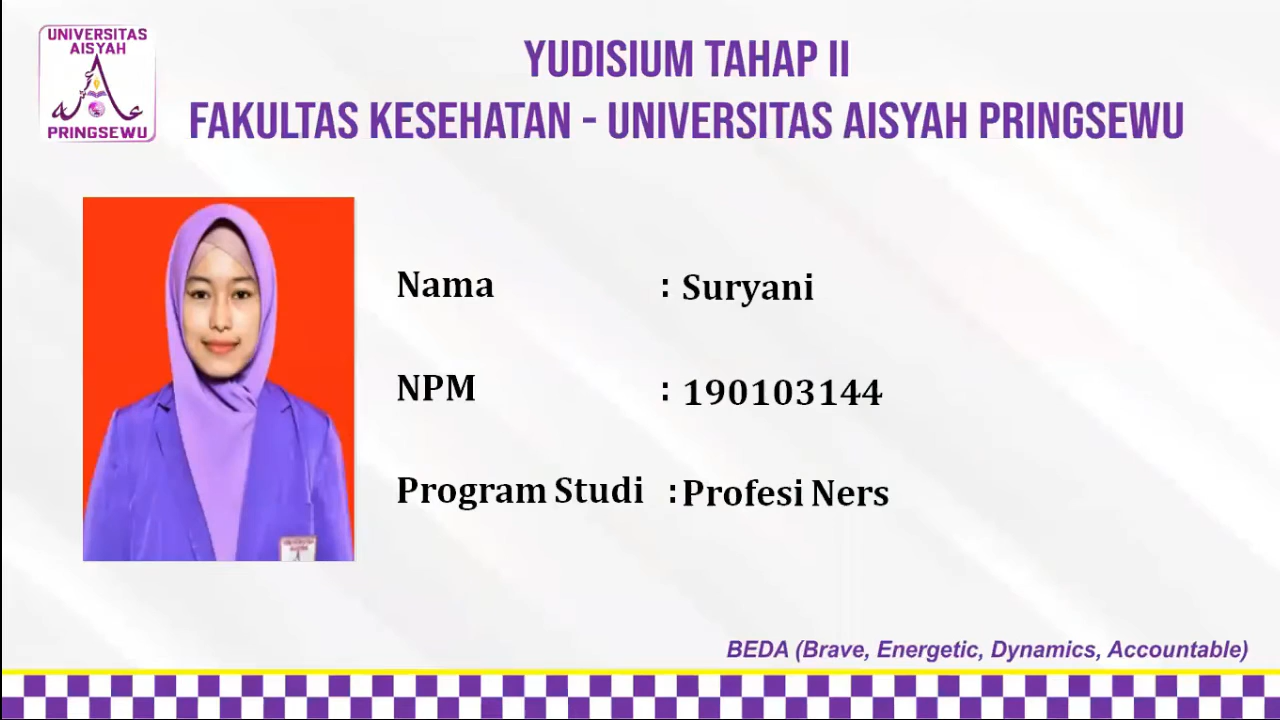 UNIVERSITAS
AISYAH
PRINGSEWU
YUDISIUM TAHAP II
FAKULTAS KESEHATAN - UNIVERSITAS AISYAH PRINGSEWU
Nama : Suryani
NPM : 190103144
Program Studi : Profesi Ners
BEDA (Brave, Energetic, Dynamics, Accountable)